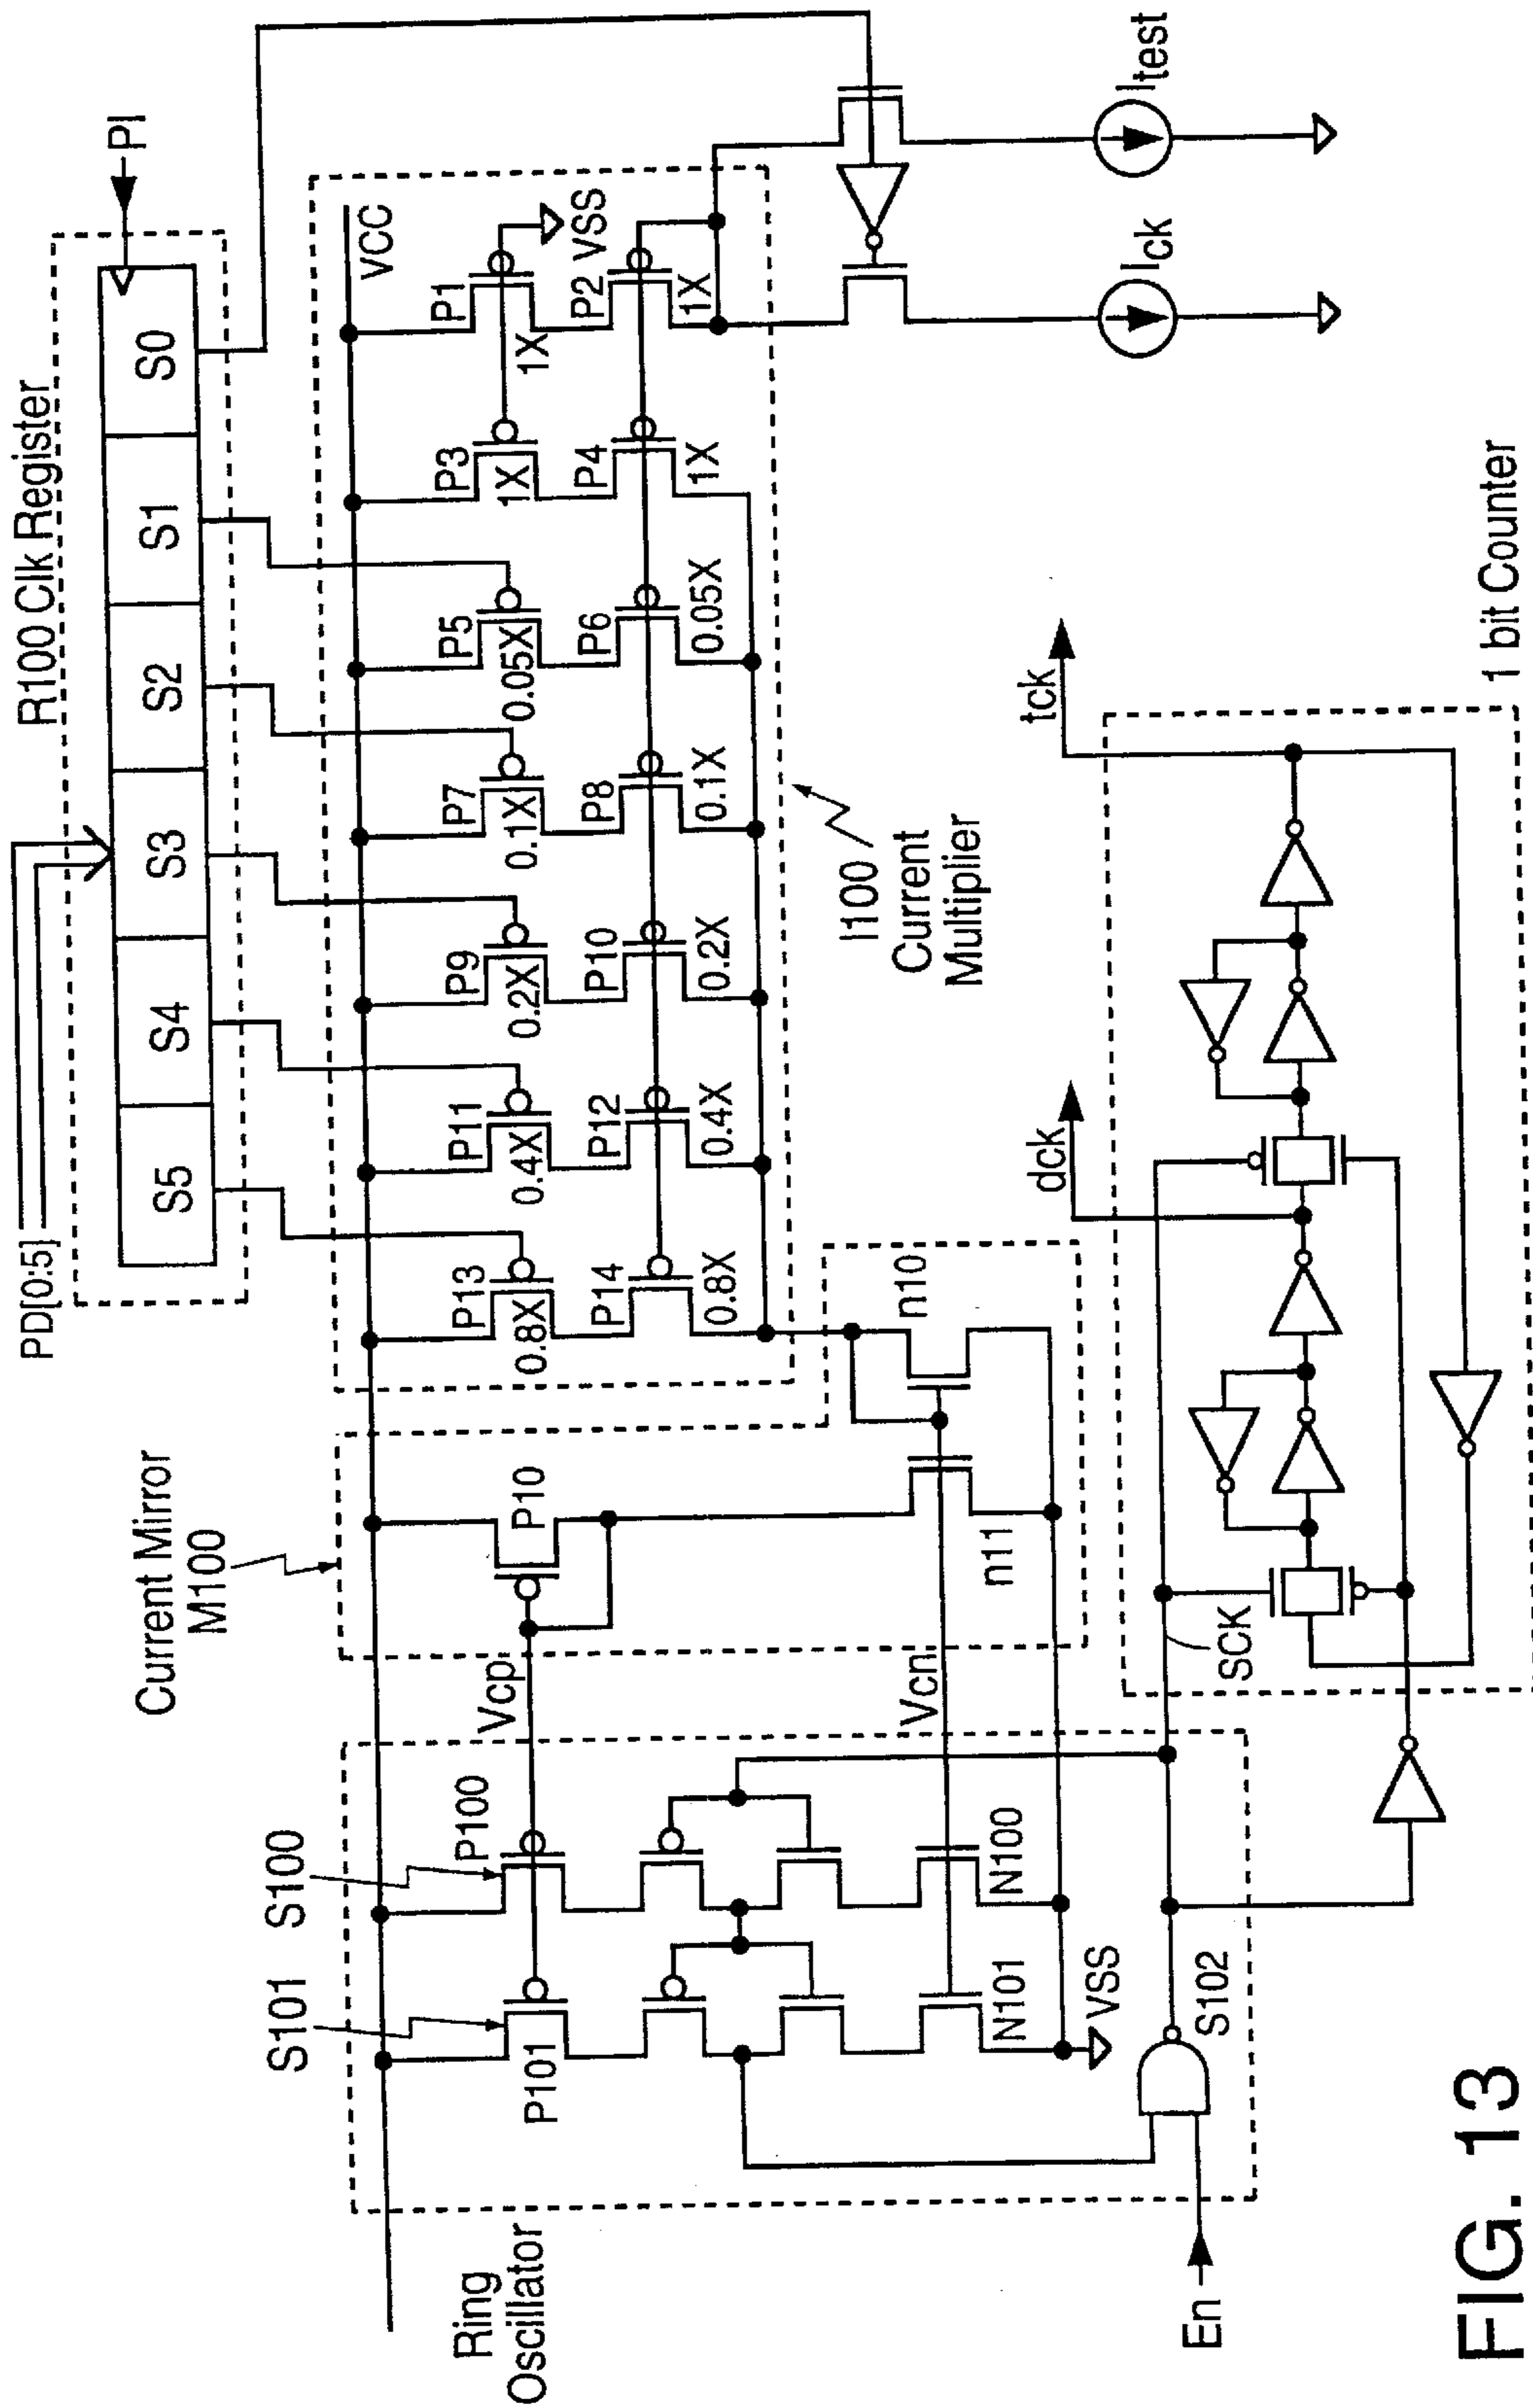 PD[0:5]
R100 Clk Register
S5
S4
S3
S2
S1
S0
PI
Current Mirror
M100
S101
S100
Ring
Oscillator
VCC
P101
P100
Vcp
P10
P13
0.8X
P11
0.4X
P9
0.2X
P7
0.1X
P5
0.05X
P3
1X
P1
1X
VSS
P14
0.8X
P12
0.4X
P10
0.2X
P8
0.1X
P6
0.05X
P4
1X
P2
1X
N101
N100
Vcn
n11
n10
VSS
I100
Current
Multiplier
Ick
Itest
En
S102
SCK
dck
tck
1 bit Counter
FIG. 13